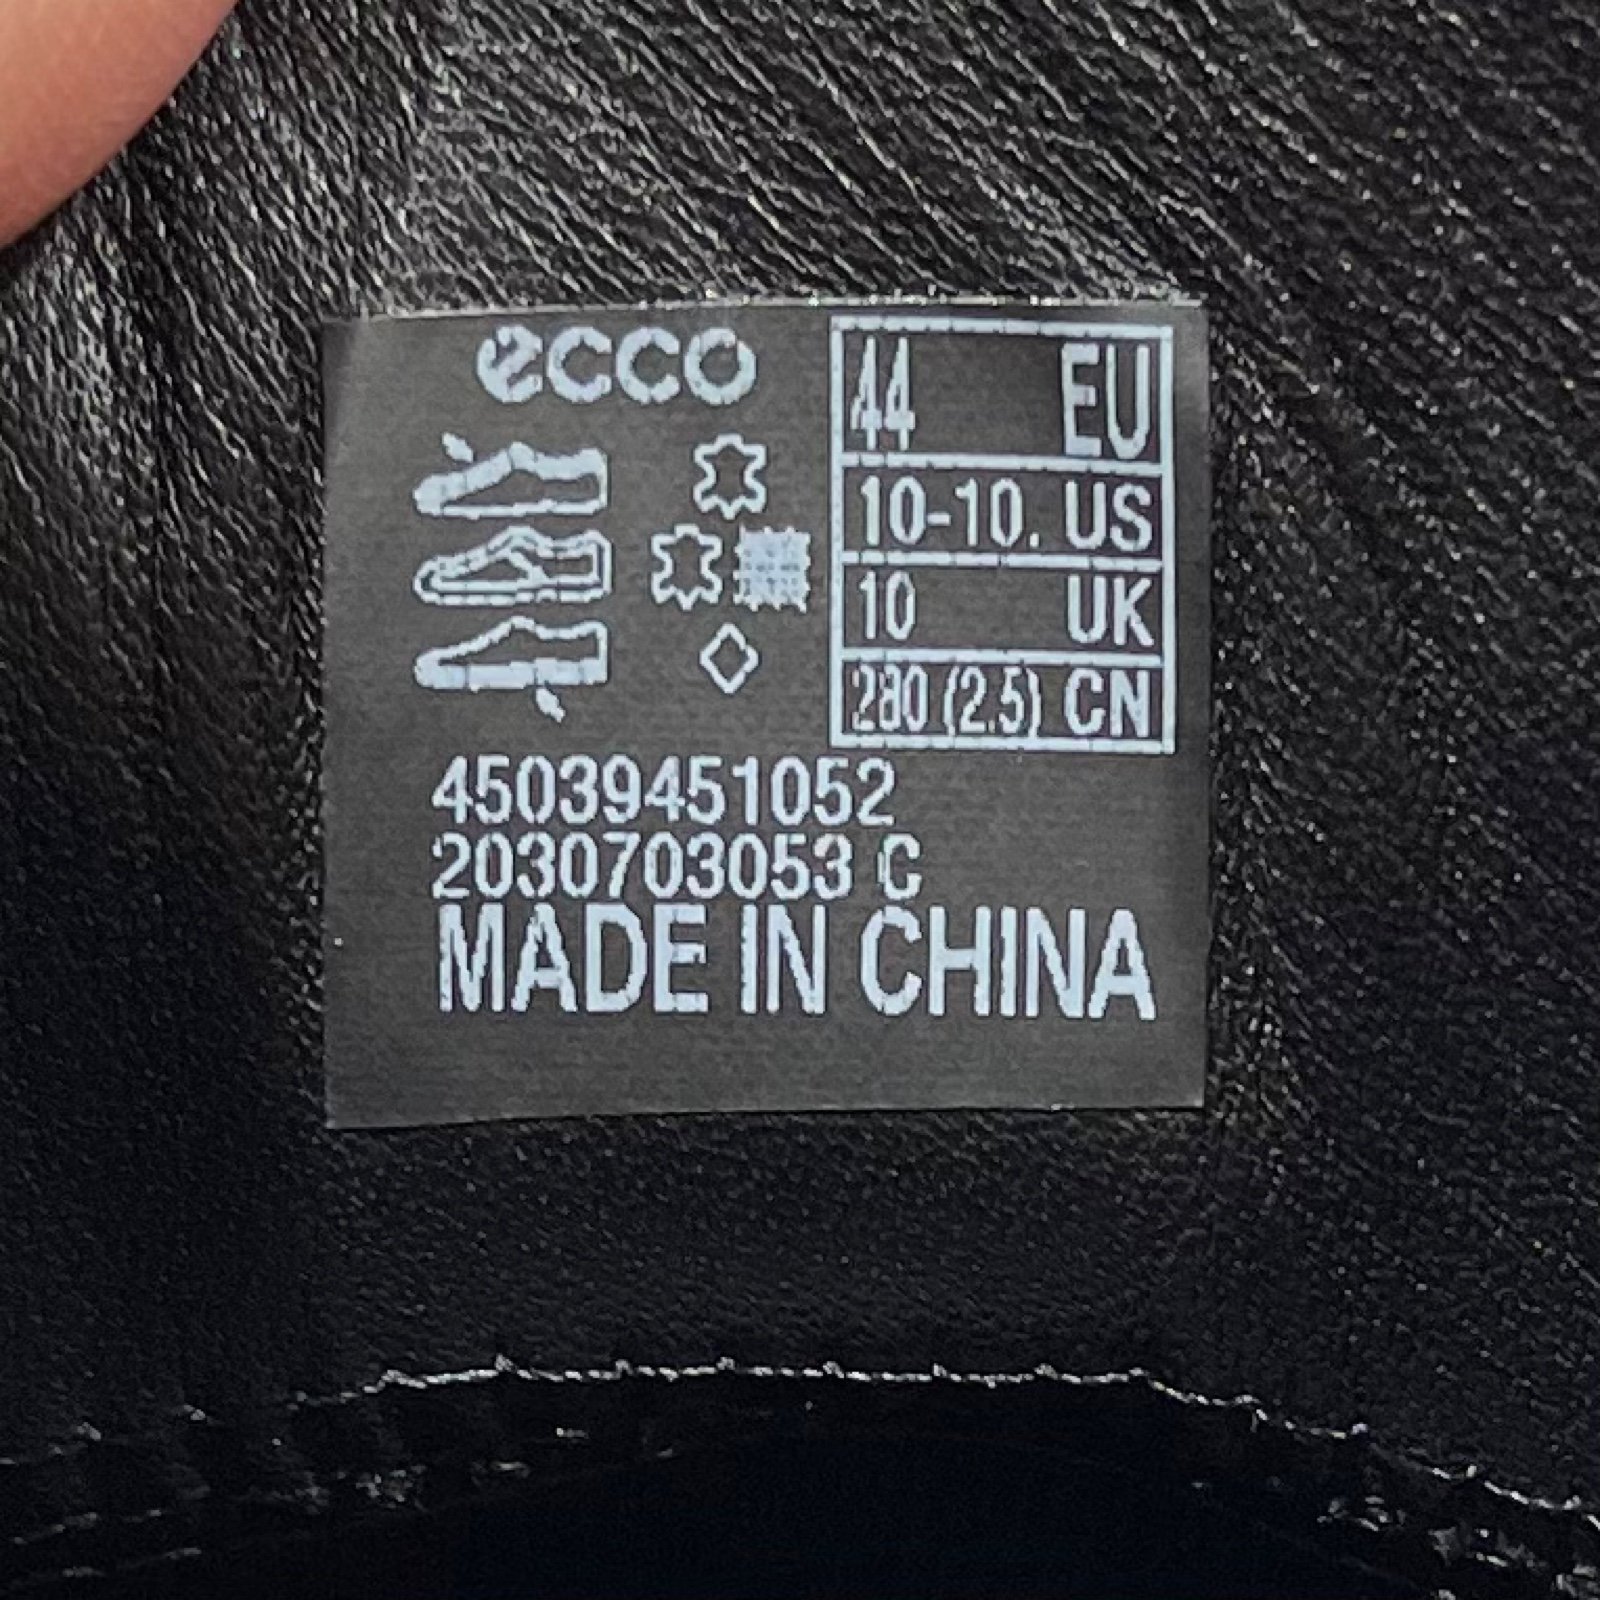 ecco
44 EU
10-10. US
10 UK
280 (2.5) CN
45039451052
2030703053 C
MADE IN CHINA